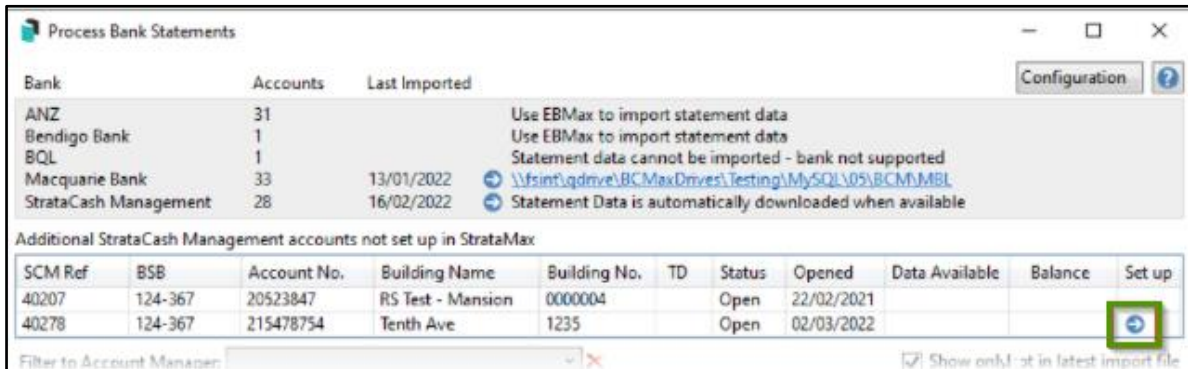 Process Bank Statements
Bank Accounts Last Imported Configuration ?
ANZ 31 Use EBMax to import statement data
Bendigo Bank 1 Use EBMax to import statement data
BQL 1 Statement data cannot be imported - bank not supported
Macquarie Bank 33 13/01/2022 \\fsint\qdrive\BCMaxDrives\Testing\MySQL\05\BCM\MBL
StrataCash Management 28 16/02/2022 Statement Data is automatically downloaded when available
Additional StrataCash Management accounts not set up in StrataMax
SCM Ref BSB Account No. Building Name Building No. TD Status Opened Data Available Balance Set up
40207 124-367 20523847 RS Test - Mansion 0000004 Open 22/02/2021
40278 124-367 215478754 Tenth Ave 1235 Open 02/03/2022
Filter to Account Manager: Show only in latest import file